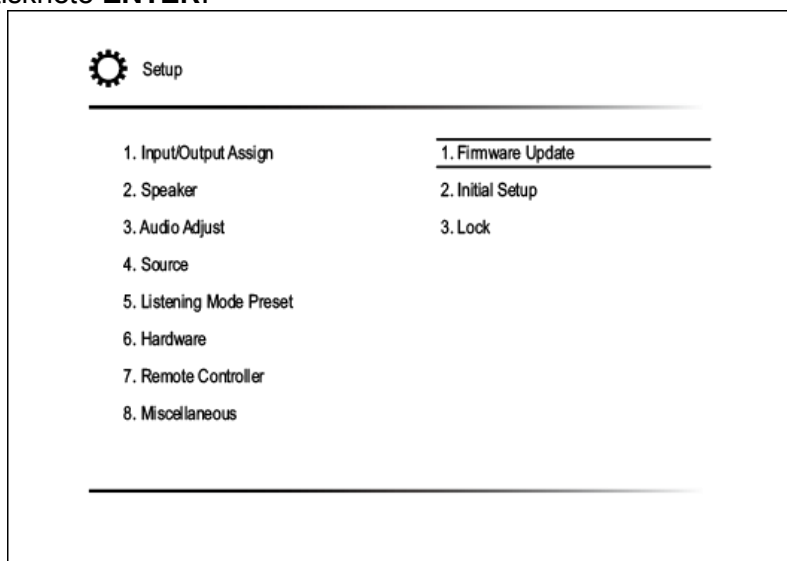 ENTER.
Setup
1. Input/Output Assign
2. Speaker
3. Audio Adjust
4. Source
5. Listening Mode Preset
6. Hardware
7. Remote Controller
8. Miscellaneous
1. Firmware Update
2. Initial Setup
3. Lock